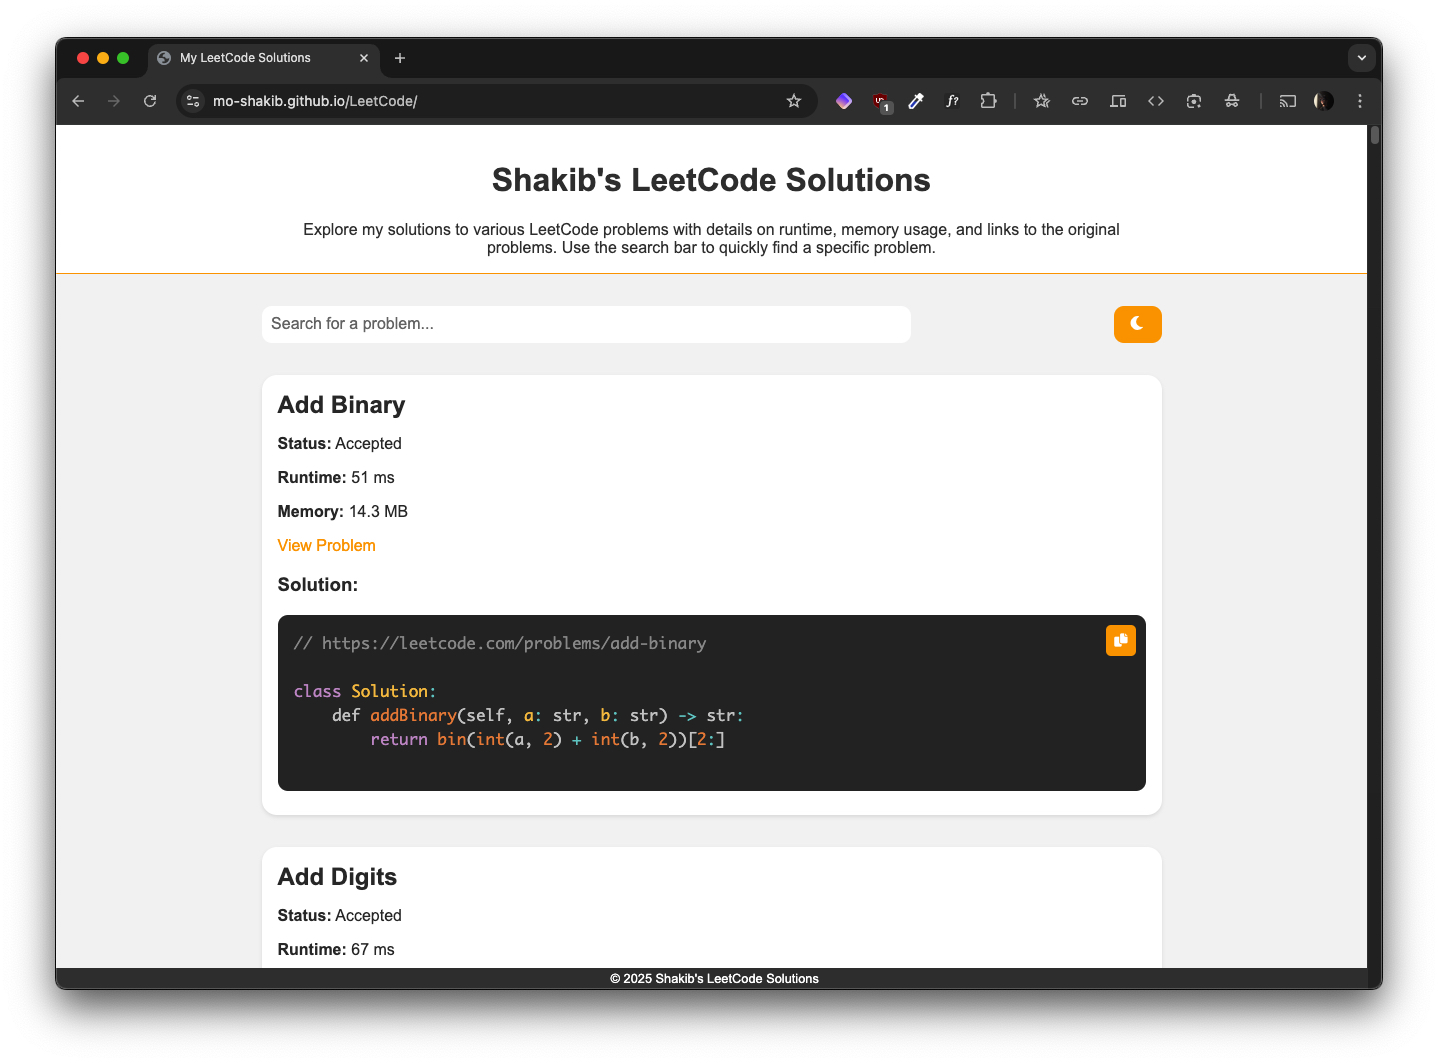 My LeetCode Solutions
mo-shakib.github.io/LeetCode/
1
f?
Shakib's LeetCode Solutions
Explore my solutions to various LeetCode problems with details on runtime, memory usage, and links to the original
problems. Use the search bar to quickly find a specific problem.
Search for a problem...
Add Binary
Status: Accepted
Runtime: 51 ms
Memory: 14.3 MB
View Problem
Solution:
// https://leetcode.com/problems/add-binary
class Solution:
    def addBinary(self, a: str, b: str) -> str:
        return bin(int(a, 2) + int(b, 2))[2:]
Add Digits
Status: Accepted
Runtime: 67 ms
© 2025 Shakib's LeetCode Solutions